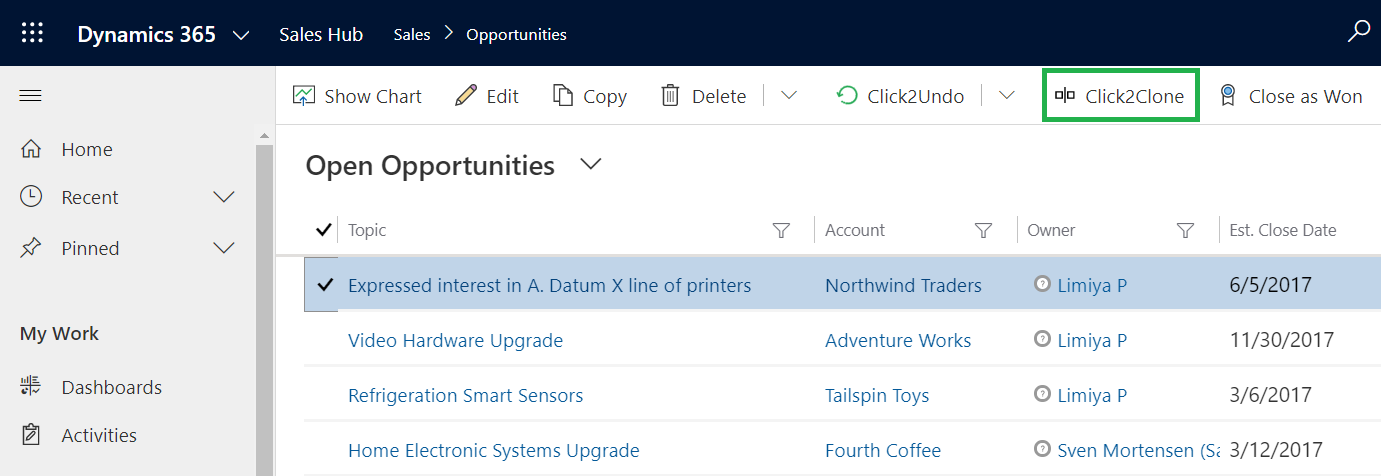 Dynamics 365 Sales Hub Sales > Opportunities
Show Chart Edit Copy Delete Click2Undo Click2Clone Close as Won
Home
Recent
Pinned
My Work
Dashboards
Activities
Open Opportunities
Topic Account Owner Est. Close Date
Expressed interest in A. Datum X line of printers Northwind Traders Limiya P 6/5/2017
Video Hardware Upgrade Adventure Works Limiya P 11/30/2017
Refrigeration Smart Sensors Tailspin Toys Limiya P 3/6/2017
Home Electronic Systems Upgrade Fourth Coffee Sven Mortensen (Sa 3/12/2017